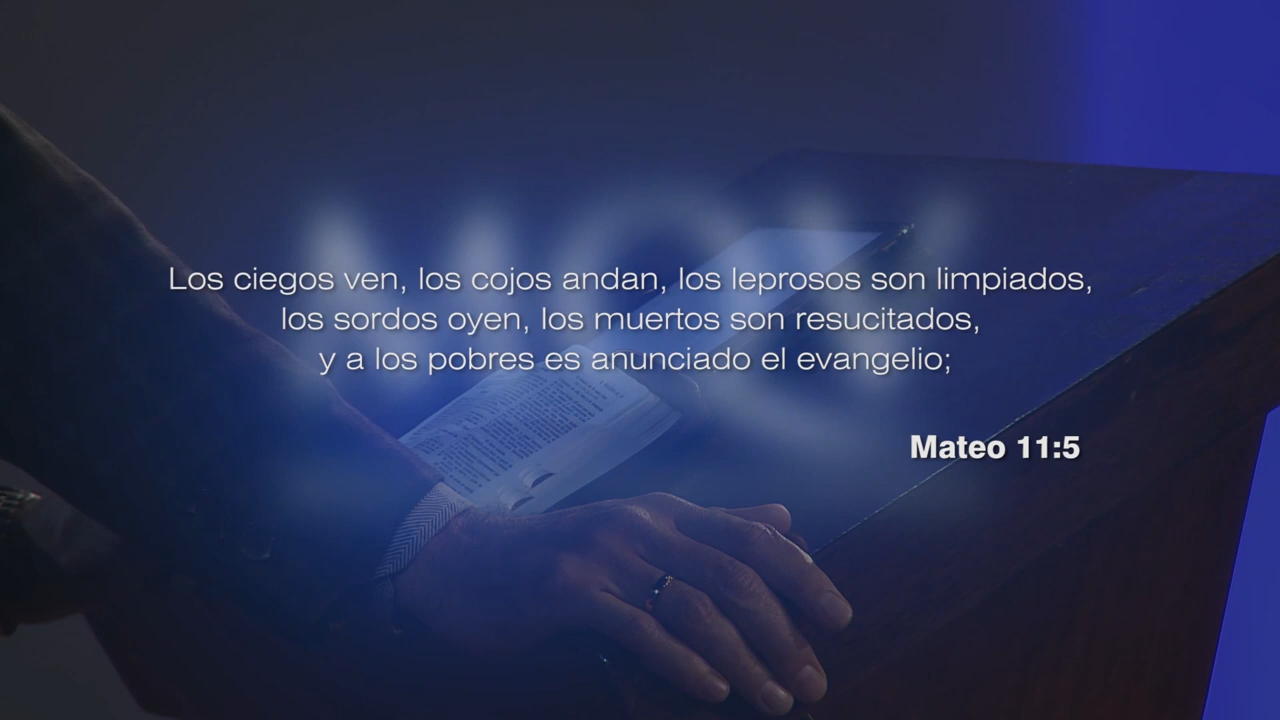 Los ciegos ven, los cojos andan, los leprosos son limpiados,
los sordos oyen, los muertos son resucitados,
y a los pobres es anunciado el evangelio;
Mateo 11:5